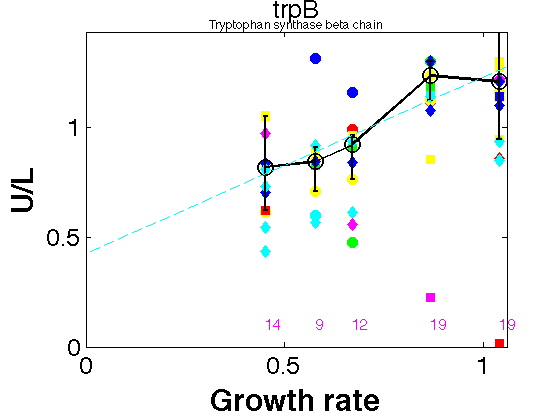 trpB
Tryptophan synthase beta chain
U/L
1
0.5
0
14
9
12
19
19
0
0.5
1
Growth rate